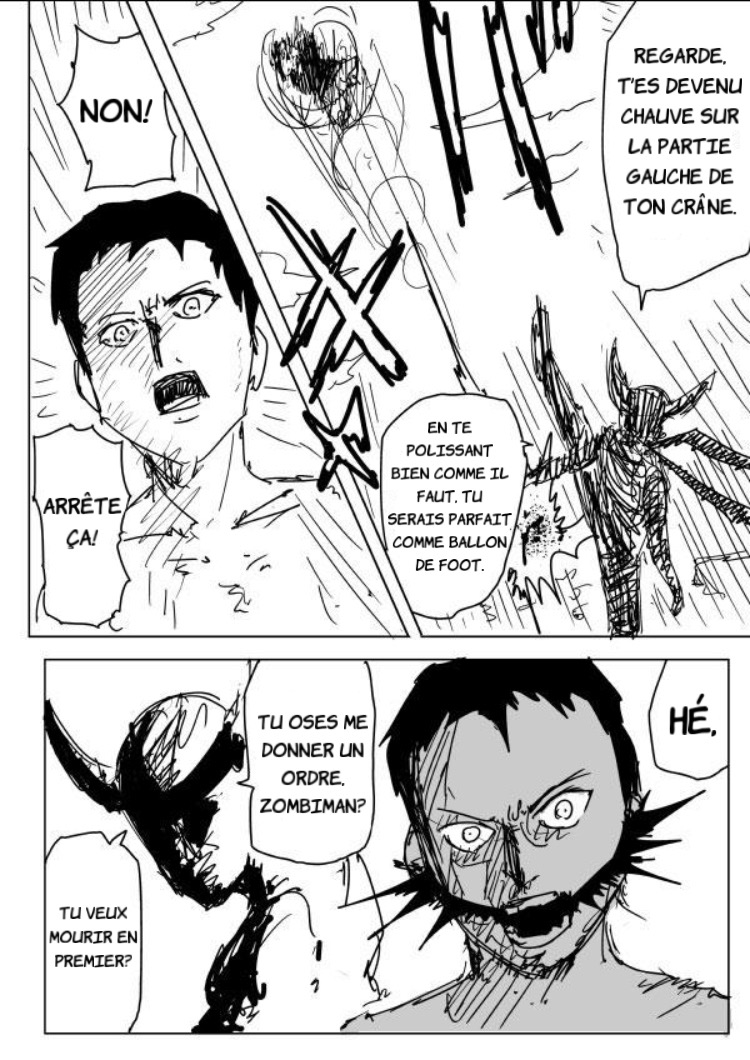 REGARDE,
T'ES DEVENU
CHAUVE SUR
LA PARTIE
GAUCHE DE
TON CRÂNE.
EN TE
POLISSANT
BIEN COMME IL
FAUT, TU
SERAIS PARFAIT
COMME BALLON
DE FOOT.
NON!
ARRÊTE
ÇA!
HÉ,
TU OSES ME
DONNER UN
ORDRE,
ZOMBIMAN?
TU VEUX
MOURIR EN
PREMIER?